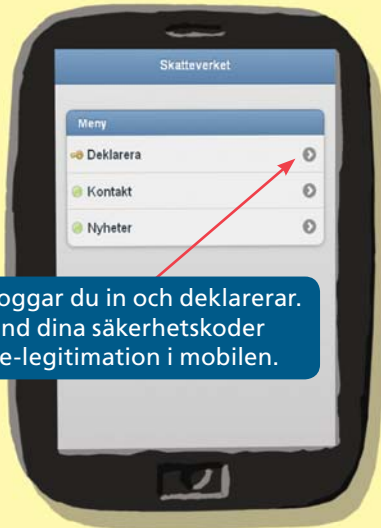 Skatteverket
Meny
Deklarera
Kontakt
Nyheter
oggar du in och deklarerar.
nd dina säkerhetskoder
e-legitimation i mobilen.